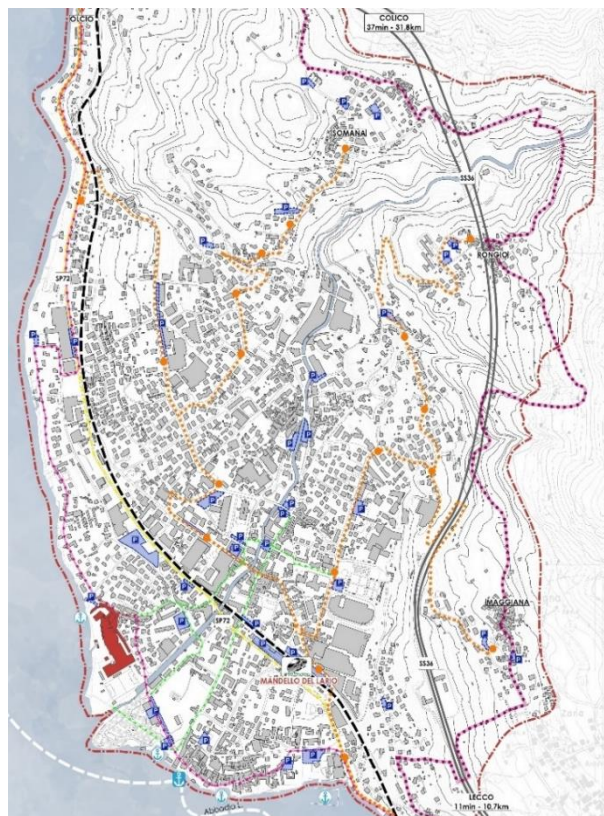 OLCIO
COLICO
37min - 31,8km
SOMANA
SS36
RONGIO
SP72
MAGGIANA
SP72
MANDELLO DEL LARIO
SS36
LECCO
11min - 10,7km
Abbadia L.